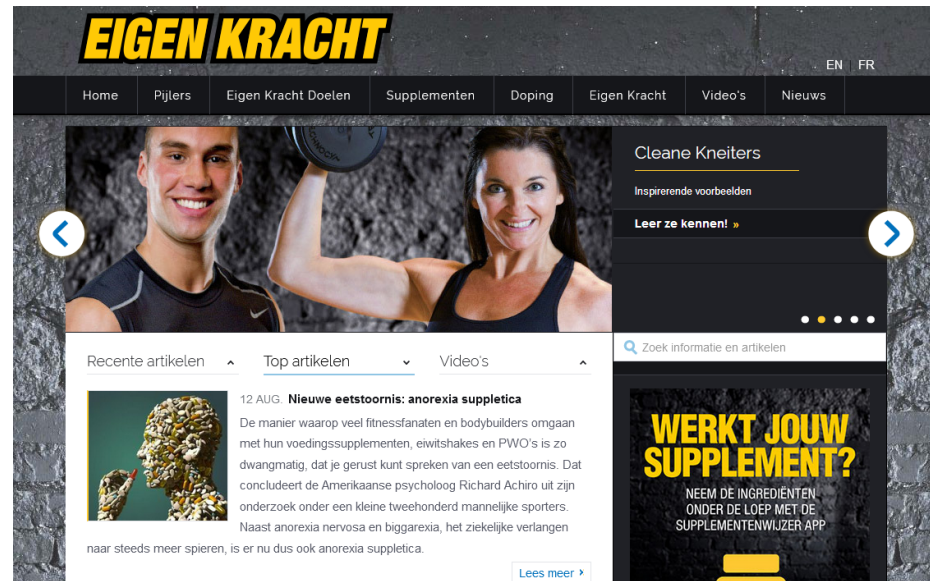 EIGEN KRACHT
EN | FR
Home Pijlers Eigen Kracht Doelen Supplementen Doping Eigen Kracht Video's Nieuws
Cleane Kneiters
Inspirerende voorbeelden
Leer ze kennen! »
Zoek informatie en artikelen
Recente artikelen Top artikelen Video's
12 AUG. Nieuwe eetstoornis: anorexia suppletica
De manier waarop veel fitnessfanaten en bodybuilders omgaan
met hun voedingssupplementen, eiwitshakes en PWO's is zo
dwangmatig, dat je gerust kunt spreken van een eetstoornis. Dat
concludeert de Amerikaanse psycholoog Richard Achiro uit zijn
onderzoek onder een kleine tweehonderd mannelijke sporters.
Naast anorexia nervosa en biggarexia, het ziekelijke verlangen
naar steeds meer spieren, is er nu dus ook anorexia suppletica.
Lees meer
WERKT JOUW
SUPPLEMENT?
NEEM DE INGREDIËNTEN
ONDER DE LOEP MET DE
SUPPLEMENTENWIJZER APP